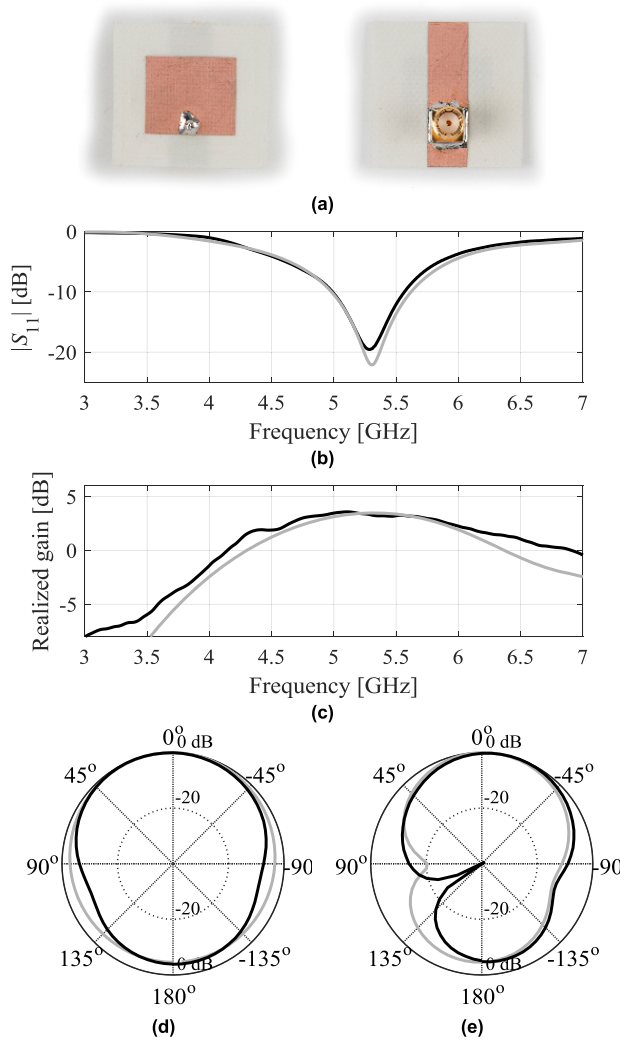 (a)
0
-10
-20
|S11| [dB]
3 3.5 4 4.5 5 5.5 6 6.5 7
Frequency [GHz]
(b)
5
0
-5
Realized gain [dB]
3 3.5 4 4.5 5 5.5 6 6.5 7
Frequency [GHz]
(c)
0° 0 dB
45° -45°
-20
90° -90
-20
135° 0 dB -135°
180°
(d)
0° 0 dB
45° -45°
-20
90° -90
-20
135° 0 dB -135°
180°
(e)